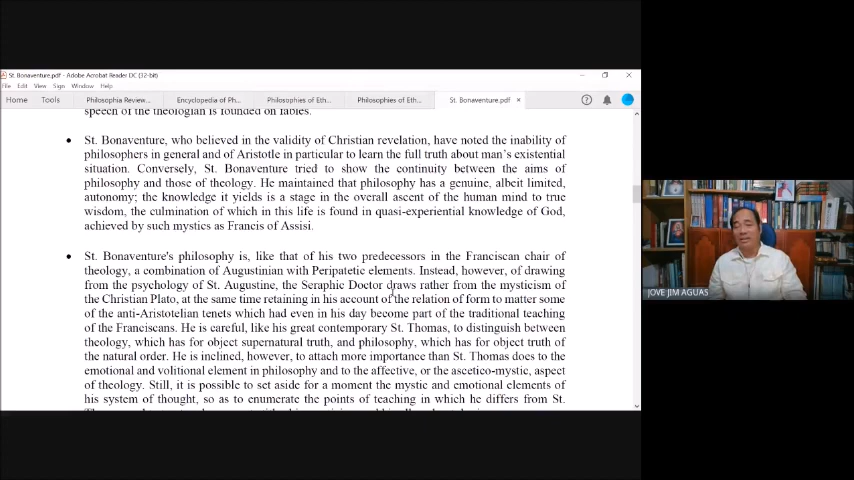 St. Bonaventure.pdf - Adobe Acrobat Reader DC (32-bit)
File Edit View Sign Window Help
Home Tools Philosophia Review... Encyclopedia of Ph... Philosophies of Eth... Philosophies of Eth... St. Bonaventure.pdf ×
speech of the theologian is founded on fables.
• St. Bonaventure, who believed in the validity of Christian revelation, have noted the inability of
philosophers in general and of Aristotle in particular to learn the full truth about man's existential
situation. Conversely, St. Bonaventure tried to show the continuity between the aims of
philosophy and those of theology. He maintained that philosophy has a genuine, albeit limited,
autonomy; the knowledge it yields is a stage in the overall ascent of the human mind to true
wisdom, the culmination of which in this life is found in quasi-experiential knowledge of God,
achieved by such mystics as Francis of Assisi.
• St. Bonaventure's philosophy is, like that of his two predecessors in the Franciscan chair of
theology, a combination of Augustinian with Peripatetic elements. Instead, however, of drawing
from the psychology of St. Augustine, the Seraphic Doctor draws rather from the mysticism of
the Christian Plato, at the same time retaining in his account of the relation of form to matter some
of the anti-Aristotelian tenets which had even in his day become part of the traditional teaching
of the Franciscans. He is careful, like his great contemporary St. Thomas, to distinguish between
theology, which has for object supernatural truth, and philosophy, which has for object truth of
the natural order. He is inclined, however, to attach more importance than St. Thomas does to the
emotional and volitional element in philosophy and to the affective, or the ascetico-mystic, aspect
of theology. Still, it is possible to set aside for a moment the mystic and emotional elements of
his system of thought, so as to enumerate the points of teaching in which he differs from St.
JOVE JIM AGUAS